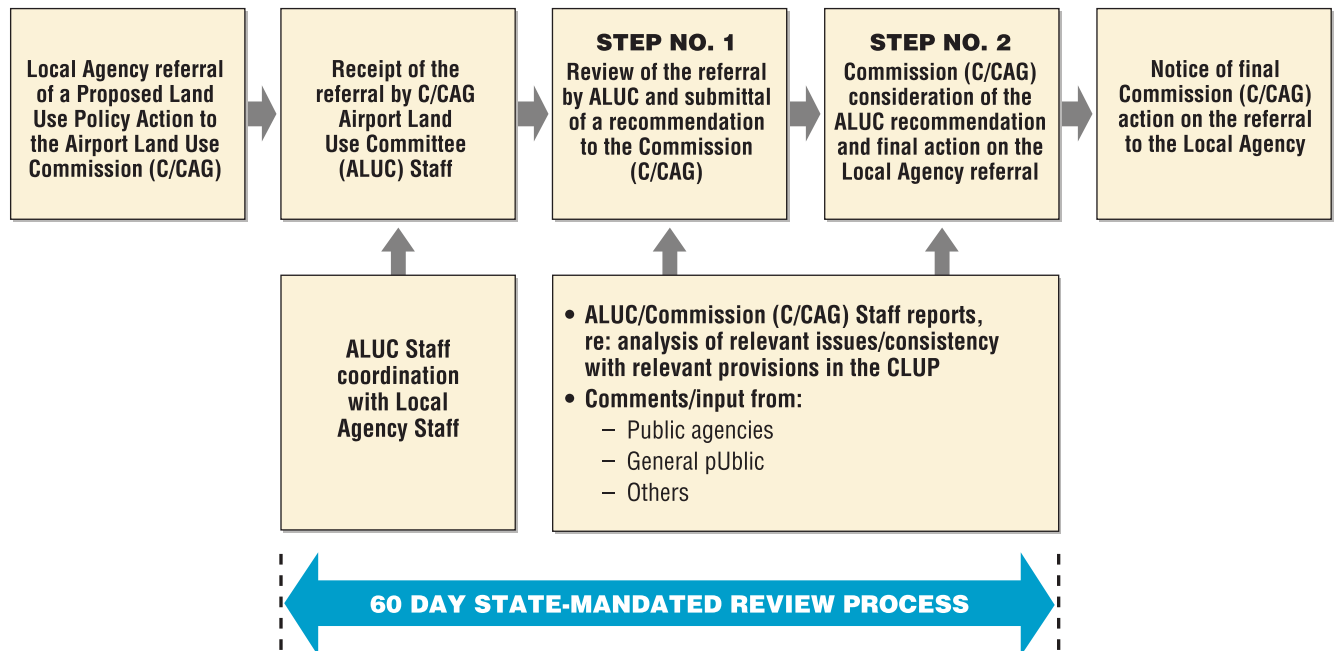 Local Agency referral
of a Proposed Land
Use Policy Action to
the Airport Land Use
Commission (C/CAG)
Receipt of the
referral by C/CAG
Airport Land
Use Committee
(ALUC) Staff
STEP NO. 1
Review of the referral
by ALUC and submittal
of a recommendation
to the Commission
(C/CAG)
STEP NO. 2
Commission (C/CAG)
consideration of the
ALUC recommendation
and final action on the
Local Agency referral
Notice of final
Commission (C/CAG)
action on the referral
to the Local Agency
ALUC Staff
coordination
with Local
Agency Staff
• ALUC/Commission (C/CAG) Staff reports,
re: analysis of relevant issues/consistency
with relevant provisions in the CLUP
• Comments/input from:
– Public agencies
– General pUblic
– Others
60 DAY STATE-MANDATED REVIEW PROCESS